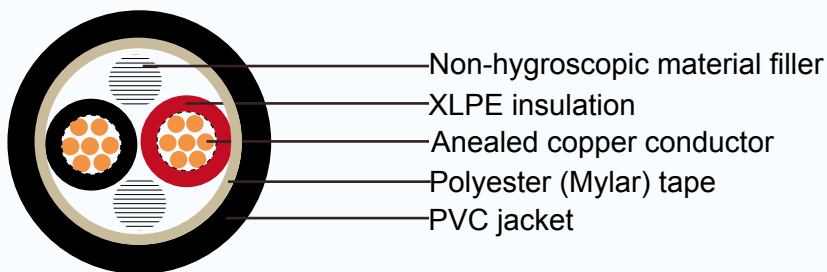 Non-hygroscopic material filler
XLPE insulation
Anealed copper conductor
Polyester (Mylar) tape
PVC jacket